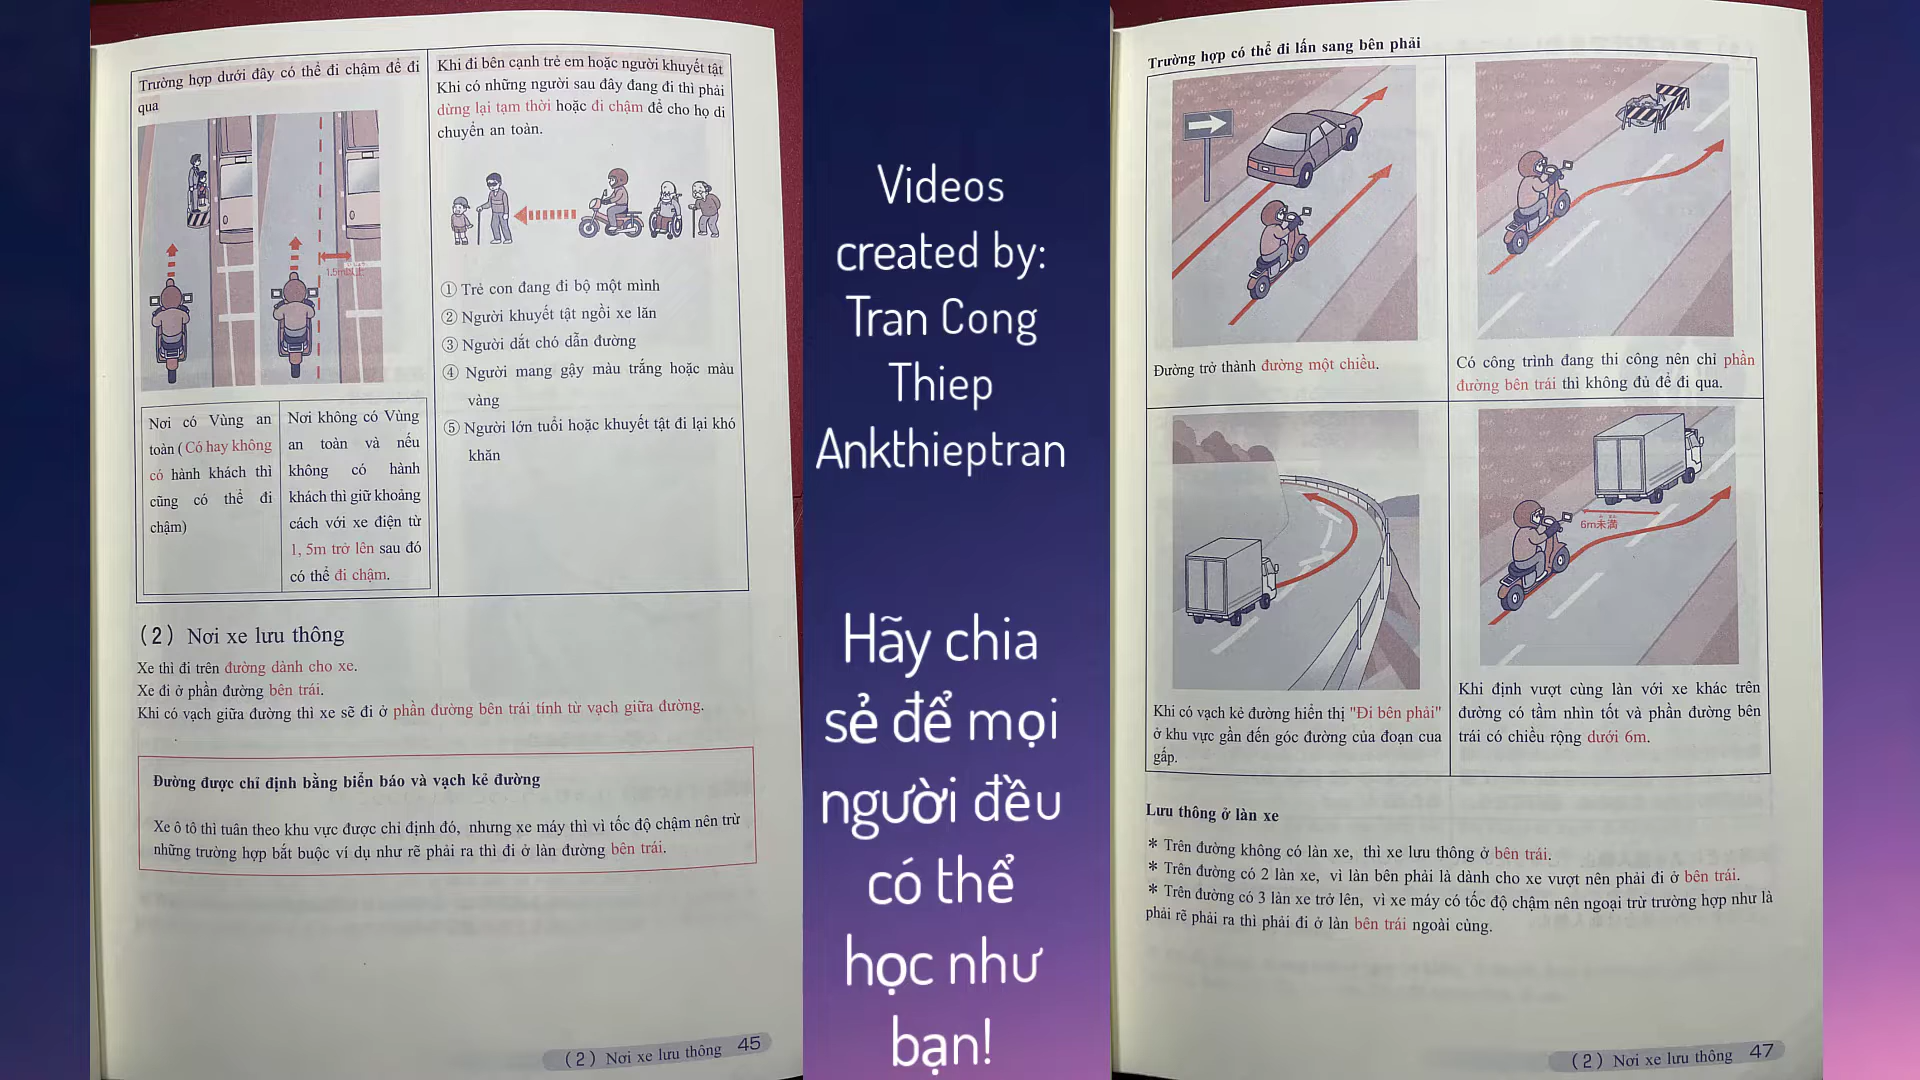 Trường hợp dưới đây có thể đi chậm để đi
qua
1.5m以上
Nơi có Vùng an
toàn ( Có hay không
có hành khách thì
cũng có thể đi
chậm)
Nơi không có Vùng
an toàn và nếu
không có hành
khách thì giữ khoảng
cách với xe điện từ
1, 5m trở lên sau đó
có thể đi chậm.
Khi đi bên cạnh trẻ em hoặc người khuyết tật
Khi có những người sau đây đang đi thì phải
dừng lại tạm thời hoặc đi chậm để cho họ di
chuyển an toàn.
① Trẻ con đang đi bộ một mình
② Người khuyết tật ngồi xe lăn
③ Người dắt chó dẫn đường
④ Người mang gậy màu trắng hoặc màu
vàng
⑤ Người lớn tuổi hoặc khuyết tật đi lại khó
khăn
(2) Nơi xe lưu thông
Xe thì đi trên đường dành cho xe.
Xe đi ở phần đường bên trái.
Khi có vạch giữa đường thì xe sẽ đi ở phần đường bên trái tính từ vạch giữa đường.
Đường được chỉ định bằng biển báo và vạch kẻ đường
Xe ô tô thì tuân theo khu vực được chỉ định đó, nhưng xe máy thì vì tốc độ chậm nên trừ
những trường hợp bắt buộc ví dụ như rẽ phải ra thì đi ở làn đường bên trái.
(2) Nơi xe lưu thông 45
Videos
created by:
Tran Cong
Thiep
Ankthieptran
Hãy chia
sẻ để mọi
người đều
có thể
học như
bạn!
Trường hợp có thể đi lấn sang bên phải
Đường trở thành đường một chiều.
Có công trình đang thi công nên chỉ phần
đường bên trái thì không đủ để đi qua.
6m未満
Khi có vạch kẻ đường hiển thị "Đi bên phải"
ở khu vực gần đến góc đường của đoạn cua
gấp.
Khi định vượt cùng làn với xe khác trên
đường có tầm nhìn tốt và phần đường bên
trái có chiều rộng dưới 6m.
Lưu thông ở làn xe
* Trên đường không có làn xe, thì xe lưu thông ở bên trái.
* Trên đường có 2 làn xe, vì làn bên phải là dành cho xe vượt nên phải đi ở bên trái.
* Trên đường có 3 làn xe trở lên, vì xe máy có tốc độ chậm nên ngoại trừ trường hợp như là
phải rẽ phải ra thì phải đi ở làn bên trái ngoài cùng.
(2) Nơi xe lưu thông 47